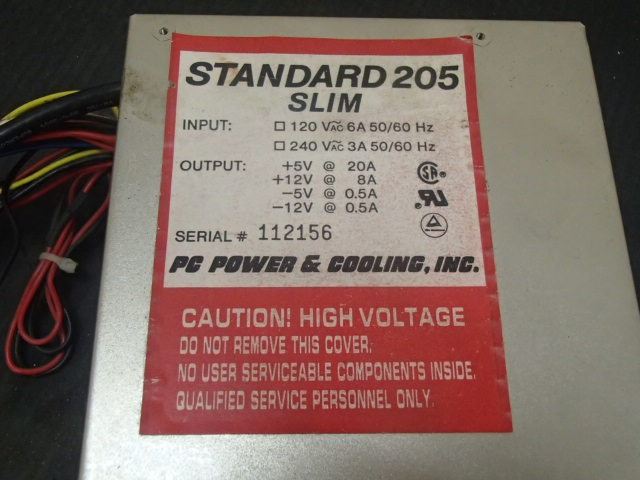 STANDARD 205
SLIM
INPUT: □ 120 VAC 6A 50/60 Hz
□ 240 VAC 3A 50/60 Hz
OUTPUT: +5V @ 20A
+12V @ 8A
−5V @ 0.5A
−12V @ 0.5A
SERIAL # 112156
PC POWER & COOLING, INC.
CAUTION! HIGH VOLTAGE
DO NOT REMOVE THIS COVER.
NO USER SERVICEABLE COMPONENTS INSIDE.
QUALIFIED SERVICE PERSONNEL ONLY.